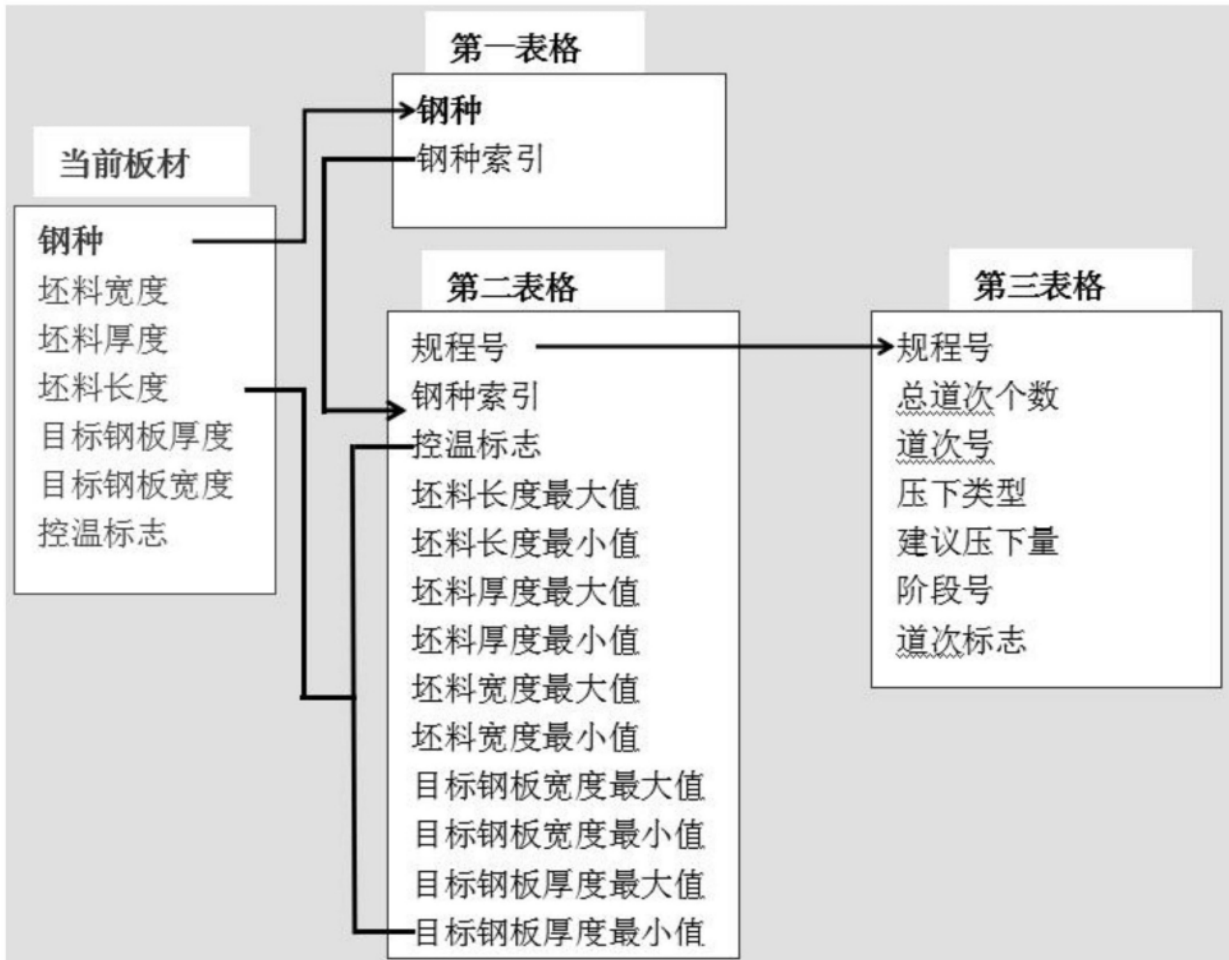 第一表格
钢种
钢种索引
当前板材
钢种
坯料宽度
坯料厚度
坯料长度
目标钢板厚度
目标钢板宽度
控温标志
第二表格
规程号
钢种索引
控温标志
坯料长度最大值
坯料长度最小值
坯料厚度最大值
坯料厚度最小值
坯料宽度最大值
坯料宽度最小值
目标钢板宽度最大值
目标钢板宽度最小值
目标钢板厚度最大值
目标钢板厚度最小值
第三表格
规程号
总道次个数
道次号
压下类型
建议压下量
阶段号
道次标志